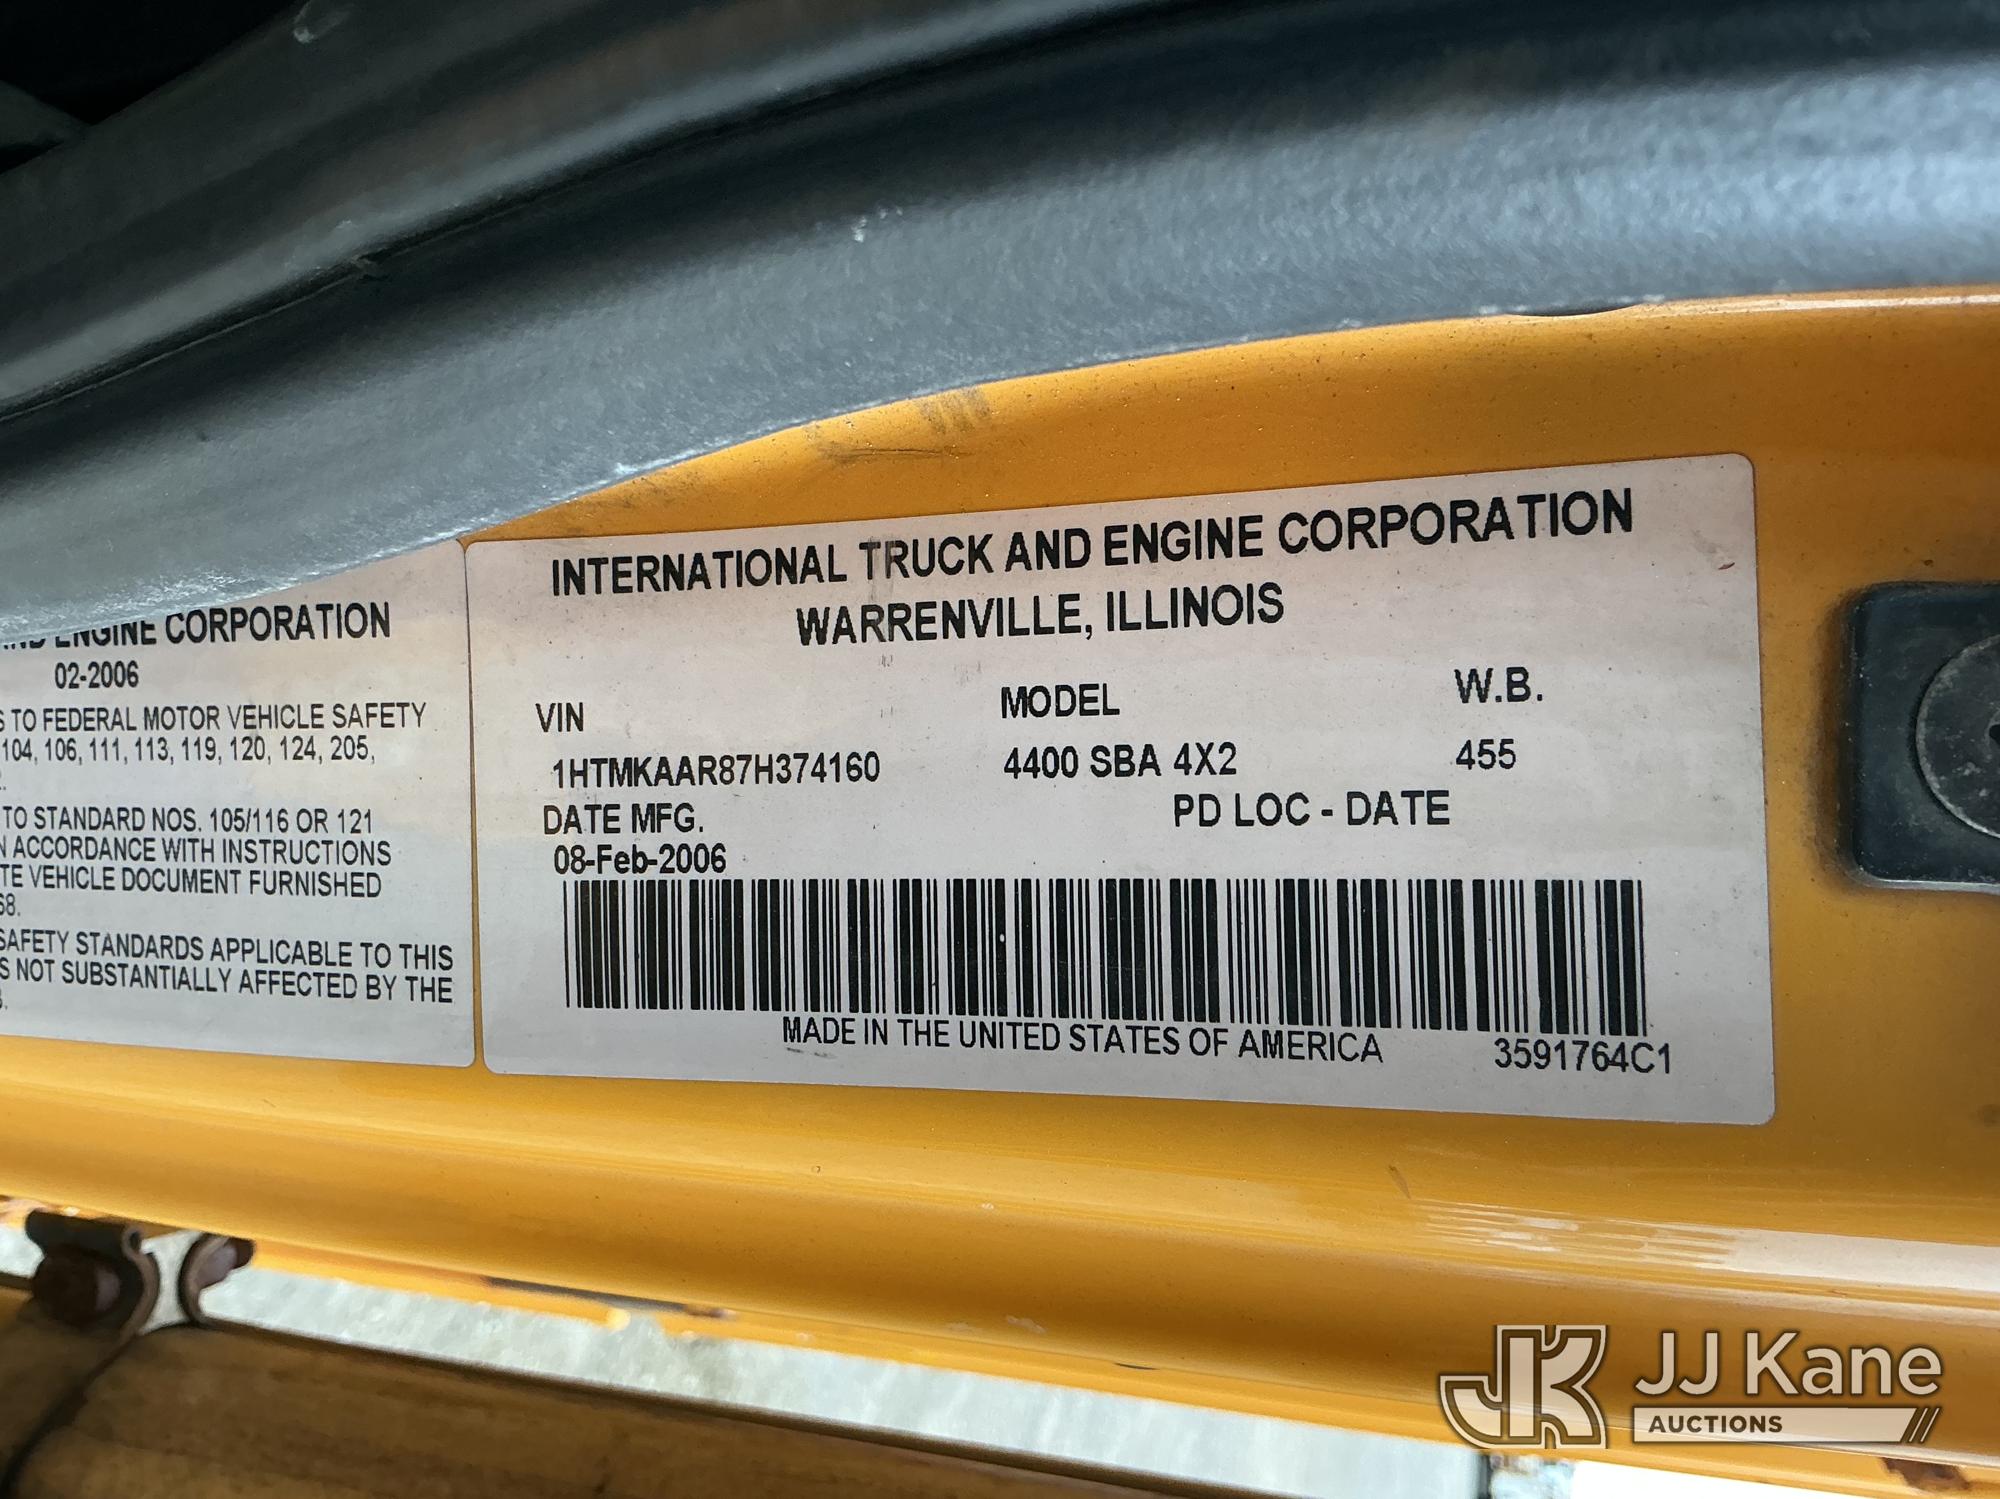 ENGINE CORPORATION
02-2006
TO FEDERAL MOTOR VEHICLE SAFETY
104, 106, 111, 113, 119, 120, 124, 205,
TO STANDARD NOS. 105/116 OR 121
ACCORDANCE WITH INSTRUCTIONS
VEHICLE DOCUMENT FURNISHED
68.
SAFETY STANDARDS APPLICABLE TO THIS
NOT SUBSTANTIALLY AFFECTED BY THE
INTERNATIONAL TRUCK AND ENGINE CORPORATION
WARRENVILLE, ILLINOIS
VIN MODEL W.B.
1HTMKAAR87H374160 4400 SBA 4X2 455
DATE MFG. PD LOC - DATE
08-Feb-2006
MADE IN THE UNITED STATES OF AMERICA 3591764C1
JK JJ Kane
AUCTIONS